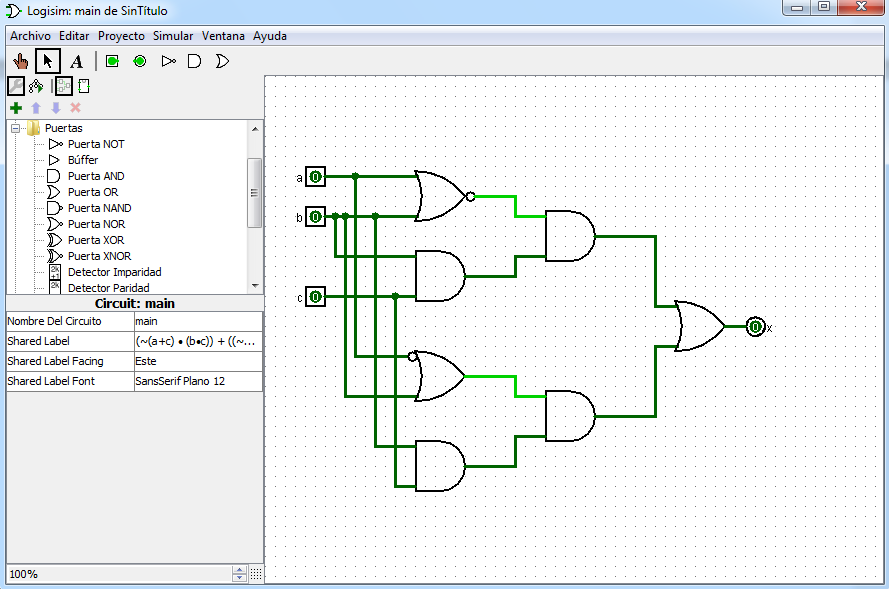 Logisim: main de SinTítulo
Archivo Editar Proyecto Simular Ventana Ayuda
A
Puertas
Puerta NOT
Búffer
Puerta AND
Puerta OR
Puerta NAND
Puerta NOR
Puerta XOR
Puerta XNOR
Detector Imparidad
Detector Paridad
Circuit: main
Nombre Del Circuito main
Shared Label (~(a+c) • (b•c)) + ((~...
Shared Label Facing Este
Shared Label Font SansSerif Plano 12
100%
a 0
b 0
c 0
0 x